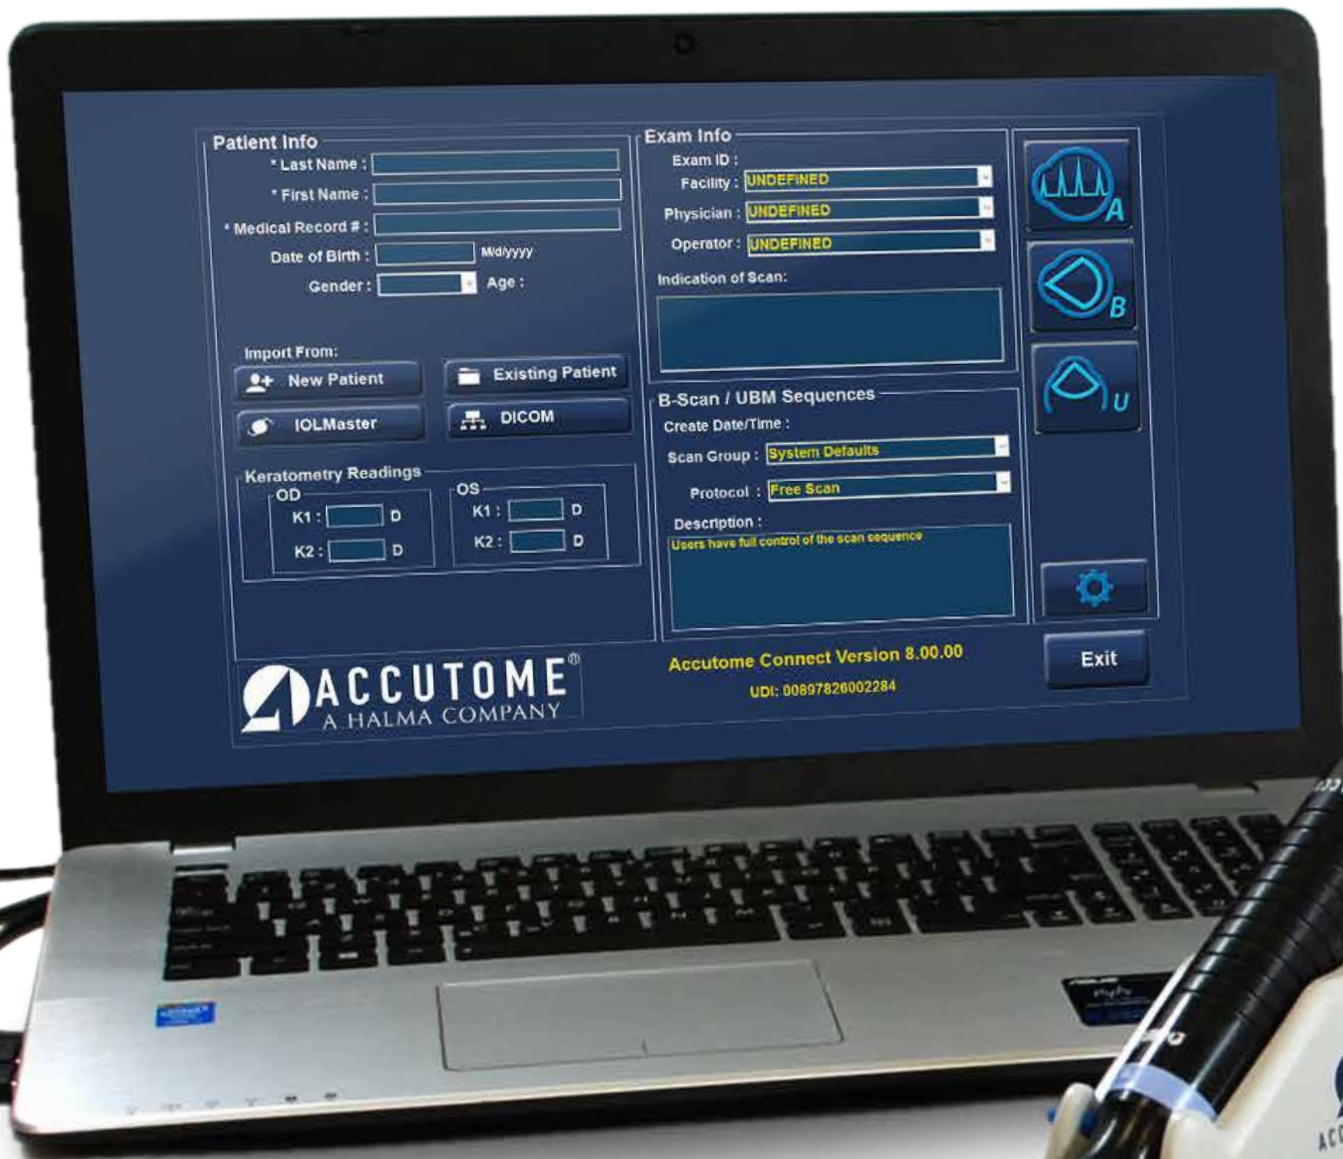 Patient Info
* Last Name :
* First Name :
* Medical Record # :
Date of Birth :
M/d/yyyy
Gender :
Age :
Import From:
New Patient
Existing Patient
IOLMaster
DICOM
Keratometry Readings
OD
K1 :
D
K2 :
D
OS
K1 :
D
K2 :
D
Exam Info
Exam ID :
Facility : UNDEFINED
Physician : UNDEFINED
Operator : UNDEFINED
Indication of Scan:
B-Scan / UBM Sequences
Create Date/Time :
Scan Group : System Defaults
Protocol : Free Scan
Description :
Users have full control of the scan sequence
A
B
U
Exit
ACCUTOME®
A HALMA COMPANY
Accutome Connect Version 8.00.00
UDI: 00897826002284